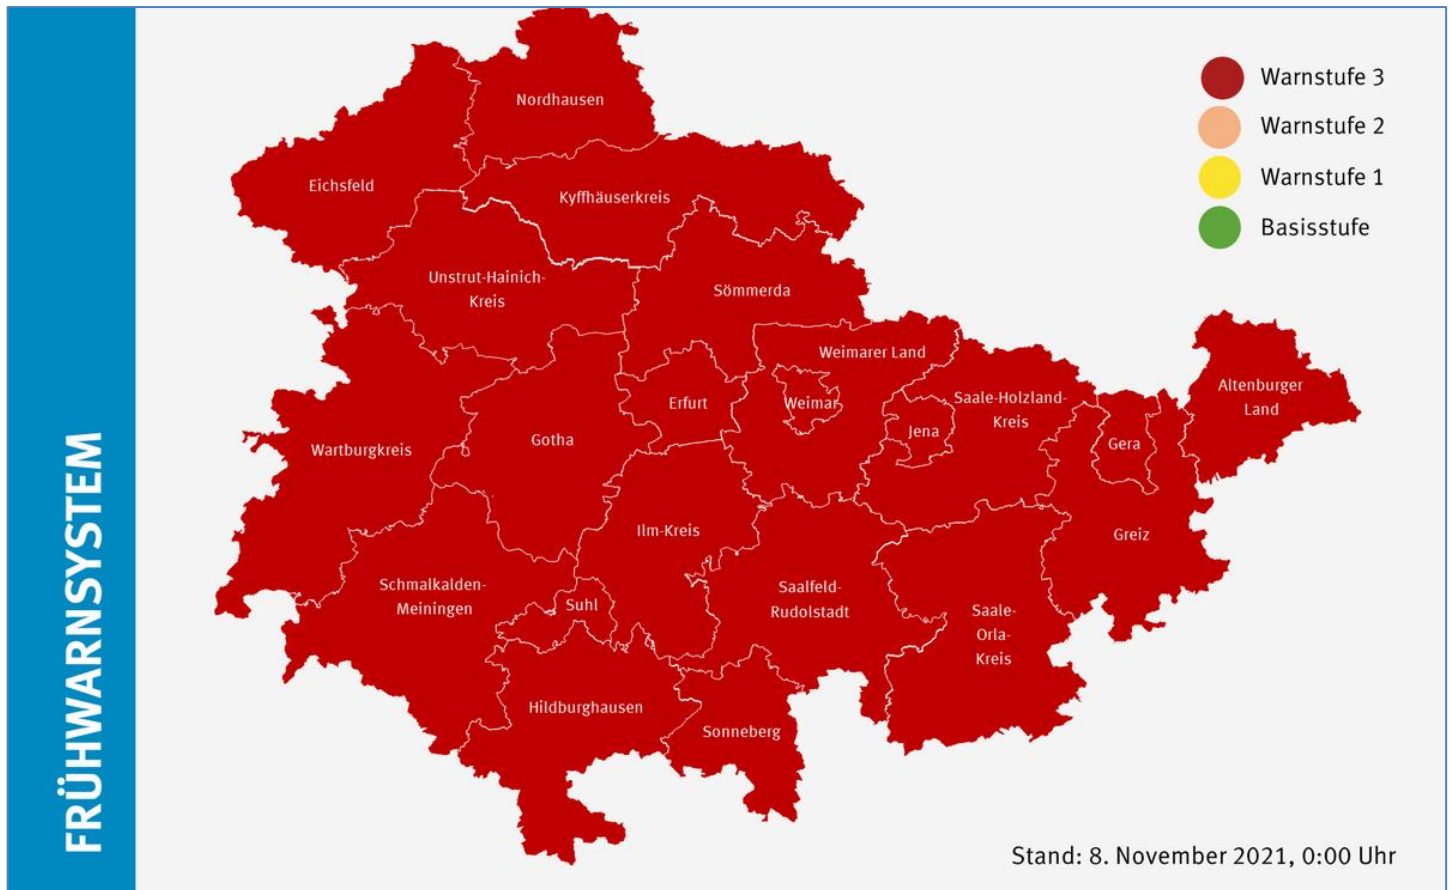 FRÜHWARNSYSTEM
Warnstufe 3
Warnstufe 2
Warnstufe 1
Basisstufe
Nordhausen
Eichsfeld
Kyffhäuserkreis
Unstrut-Hainich-
Kreis
Sömmerda
Weimarer Land
Altenburger
Land
Erfurt
Weimar
Saale-Holzland-
Kreis
Jena
Gera
Gotha
Wartburgkreis
Ilm-Kreis
Greiz
Schmalkalden-
Meiningen
Suhl
Saalfeld-
Rudolstadt
Saale-
Orla-
Kreis
Hildburghausen
Sonneberg
Stand: 8. November 2021, 0:00 Uhr